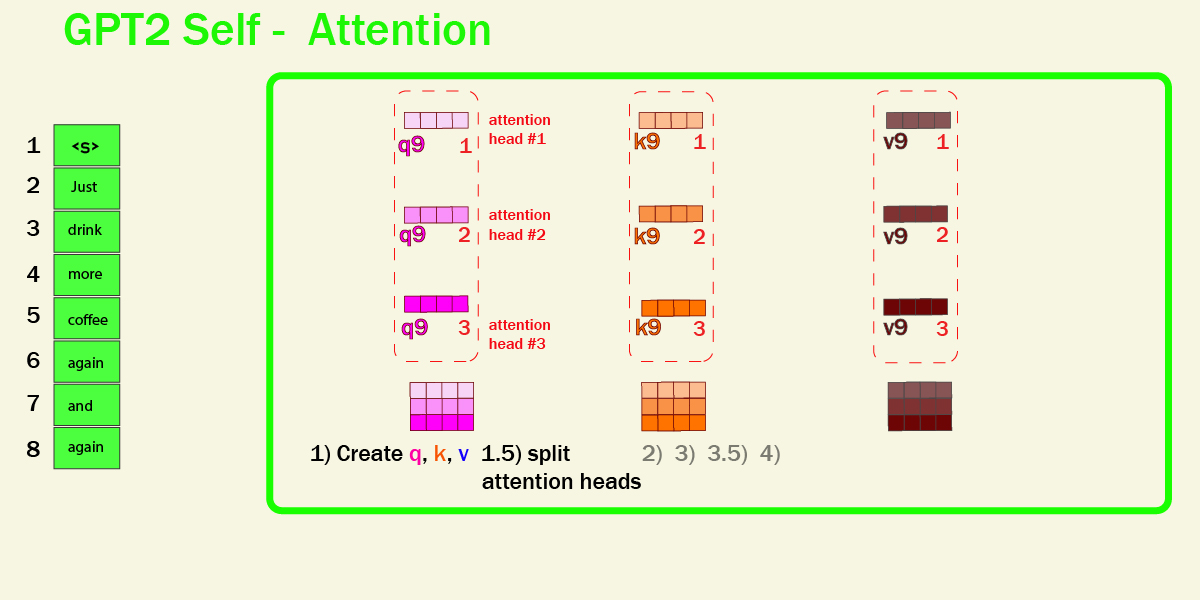 GPT2 Self - Attention
1 <s>
2 Just
3 drink
4 more
5 coffee
6 again
7 and
8 again
attention
head #1
q9 1
k9 1
v9 1
attention
head #2
q9 2
k9 2
v9 2
attention
head #3
q9 3
k9 3
v9 3
1) Create q, k, v 1.5) split 2) 3) 3.5) 4)
attention heads